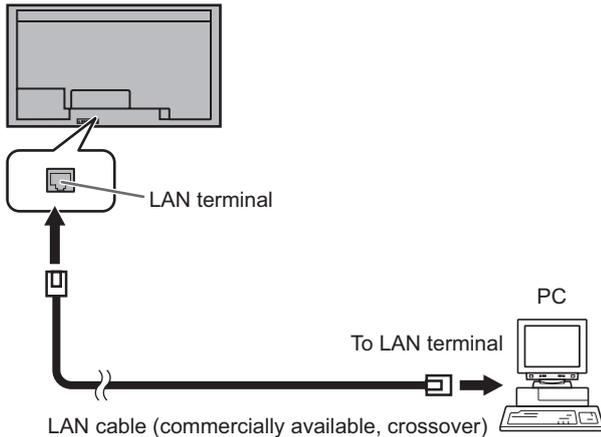 LAN terminal
PC
To LAN terminal
LAN cable (commercially available, crossover)